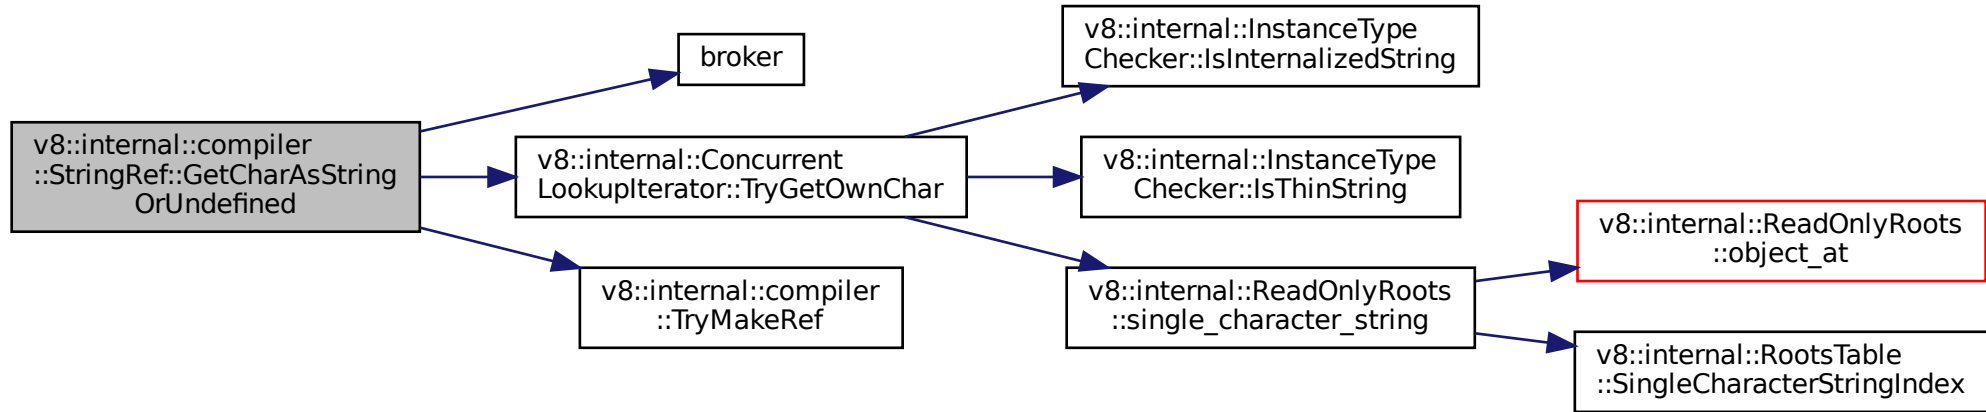 v8::internal::compiler
::StringRef::GetCharAsString
OrUndefined
broker
v8::internal::Concurrent
LookupIterator::TryGetOwnChar
v8::internal::compiler
::TryMakeRef
v8::internal::InstanceType
Checker::IsInternalizedString
v8::internal::InstanceType
Checker::IsThinString
v8::internal::ReadOnlyRoots
::single_character_string
v8::internal::ReadOnlyRoots
::object_at
v8::internal::RootsTable
::SingleCharacterStringIndex